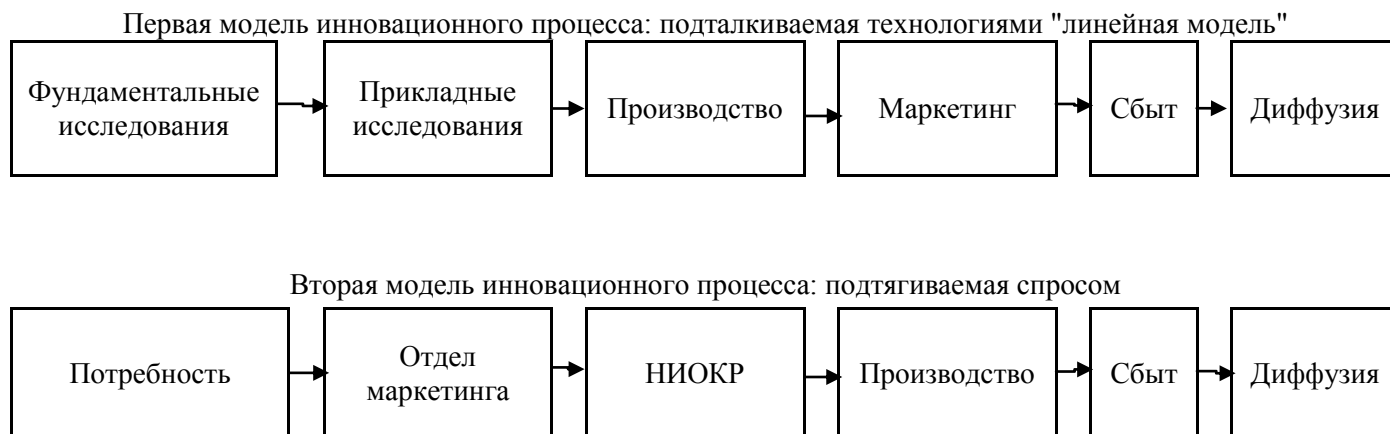 Первая модель инновационного процесса: подталкиваемая технологиями "линейная модель"
Фундаментальные
исследования
Прикладные
исследования
Производство
Маркетинг
Сбыт
Диффузия
Вторая модель инновационного процесса: подтягиваемая спросом
Потребность
Отдел
маркетинга
НИОКР
Производство
Сбыт
Диффузия